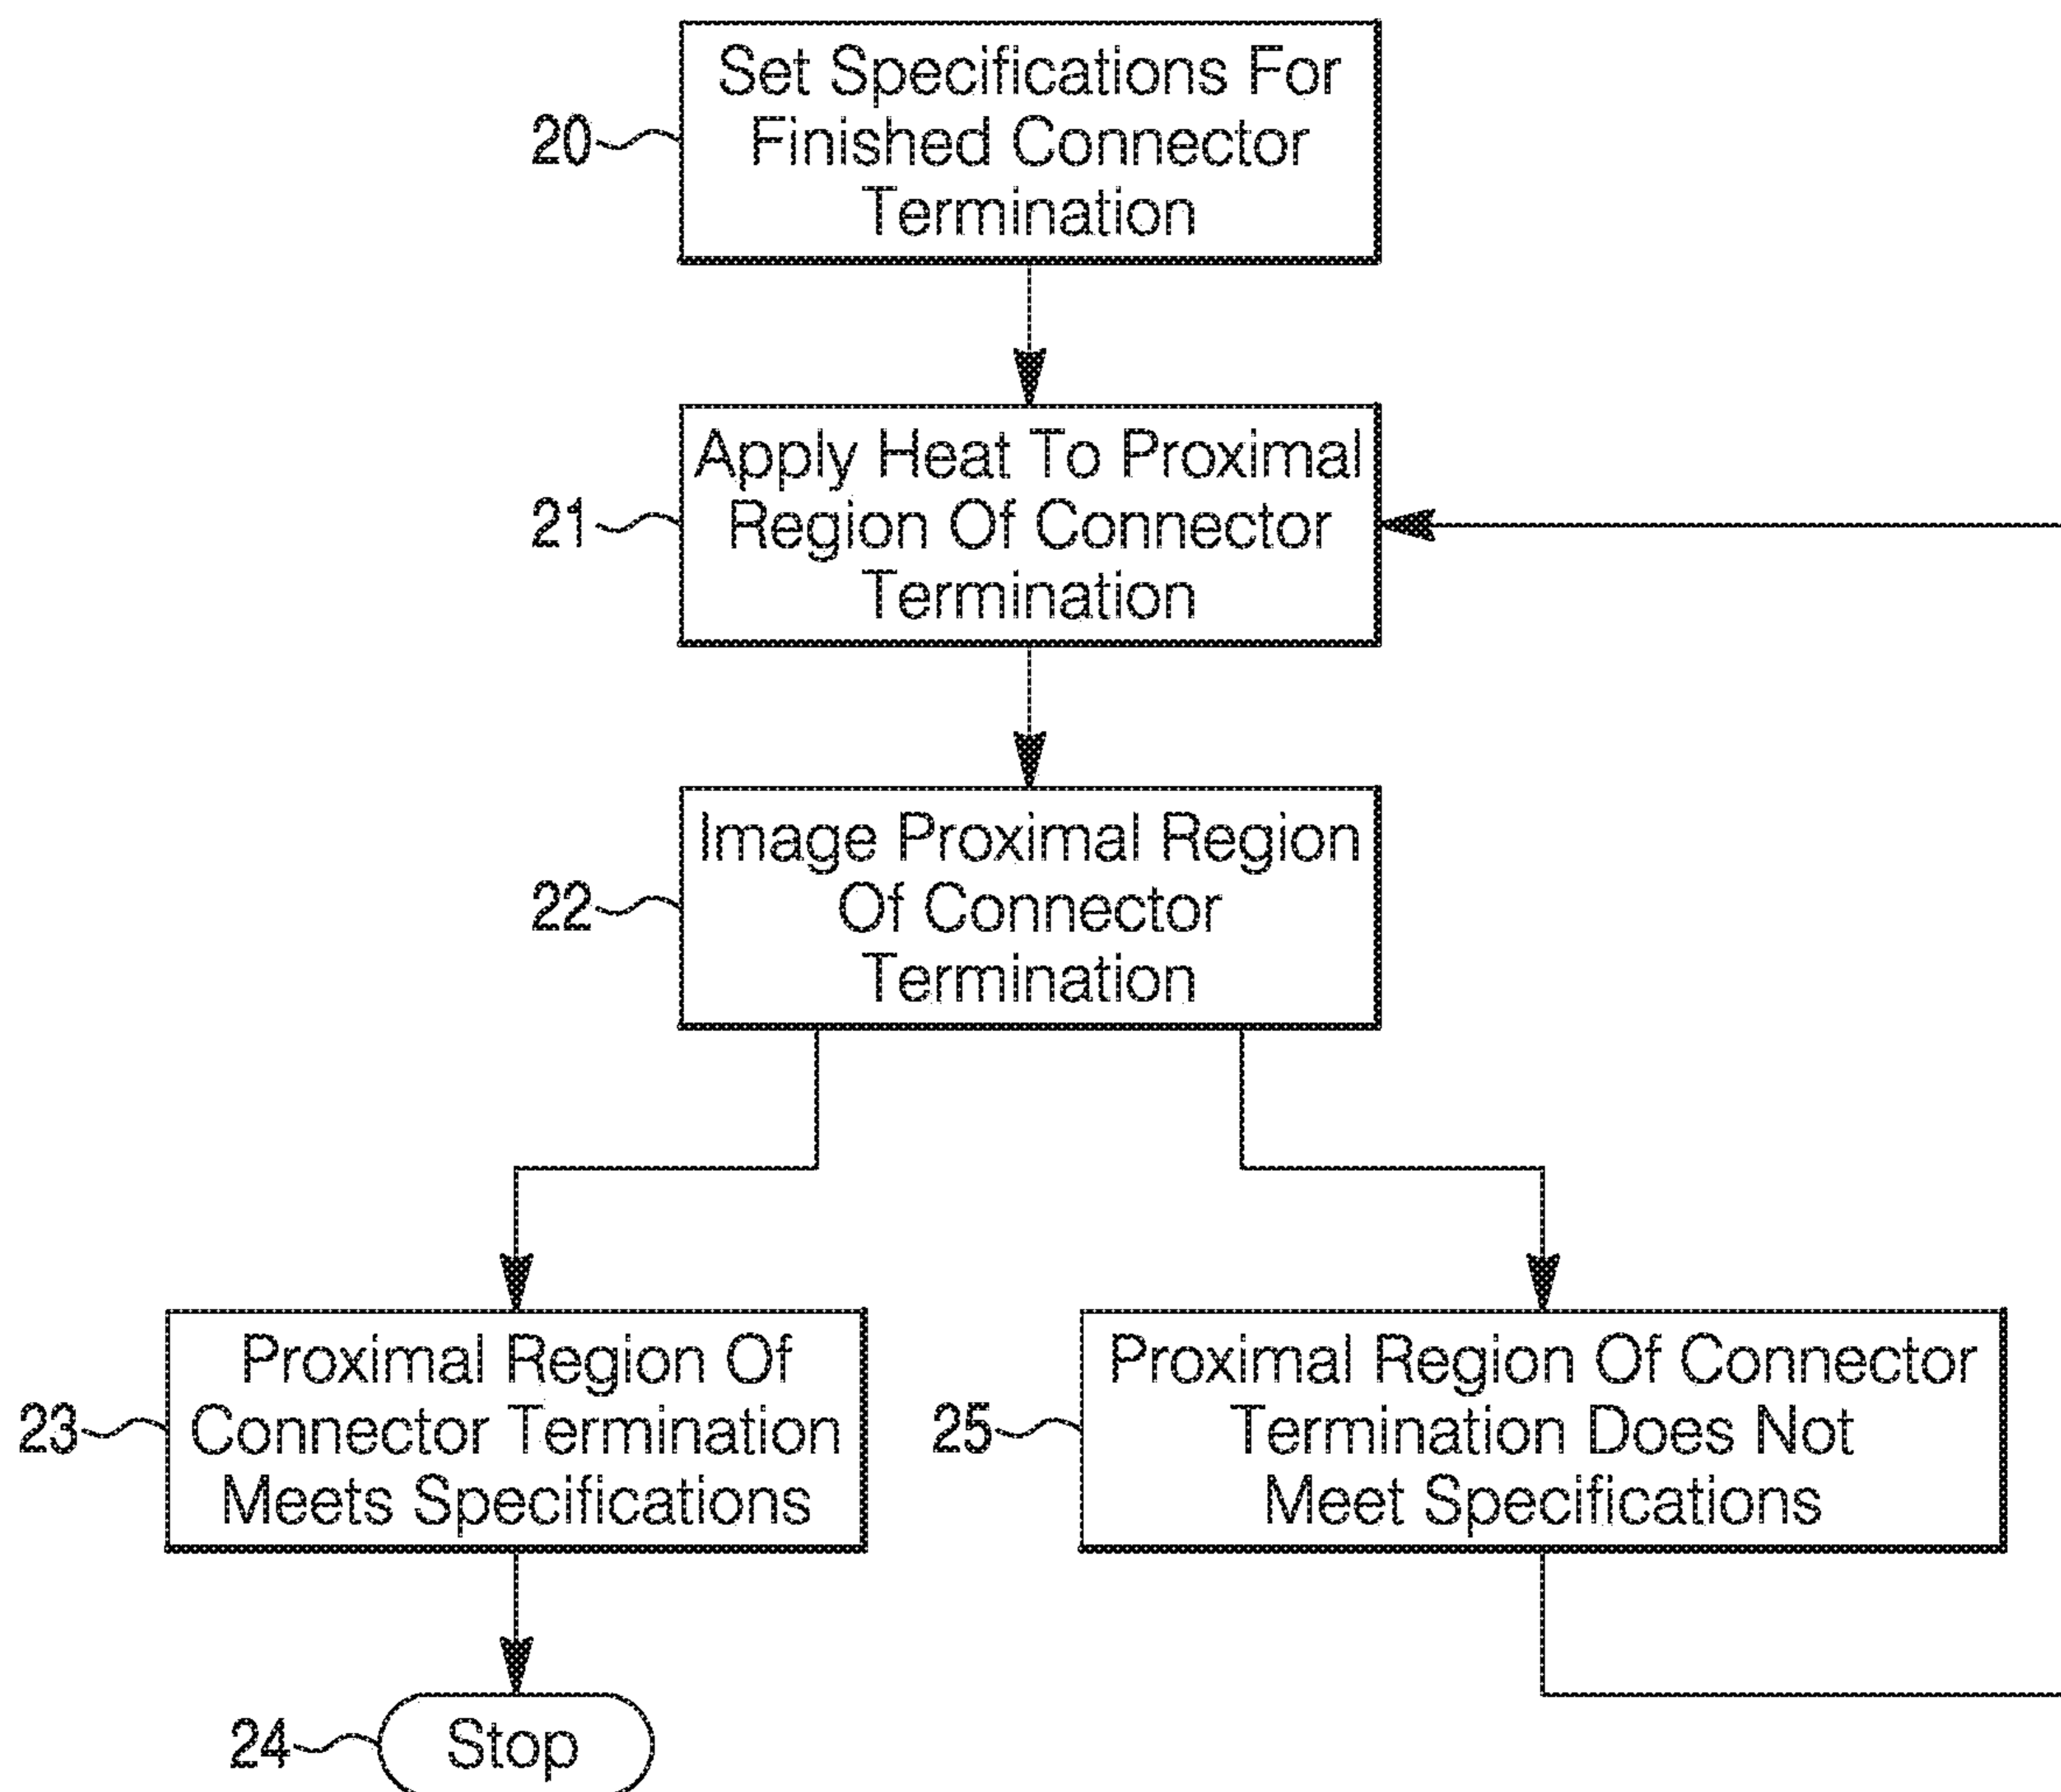 Set Specifications For
20
Finished Connector
Termination
Apply Heat To Proximal
21
Region Of Connector
Termination
Image Proximal Region
22
Of Connector
Termination
Proximal Region Of
23
Connector Termination
Meets Specifications
Proximal Region Of Connector
25
Termination Does Not
Meet Specifications
24
Stop